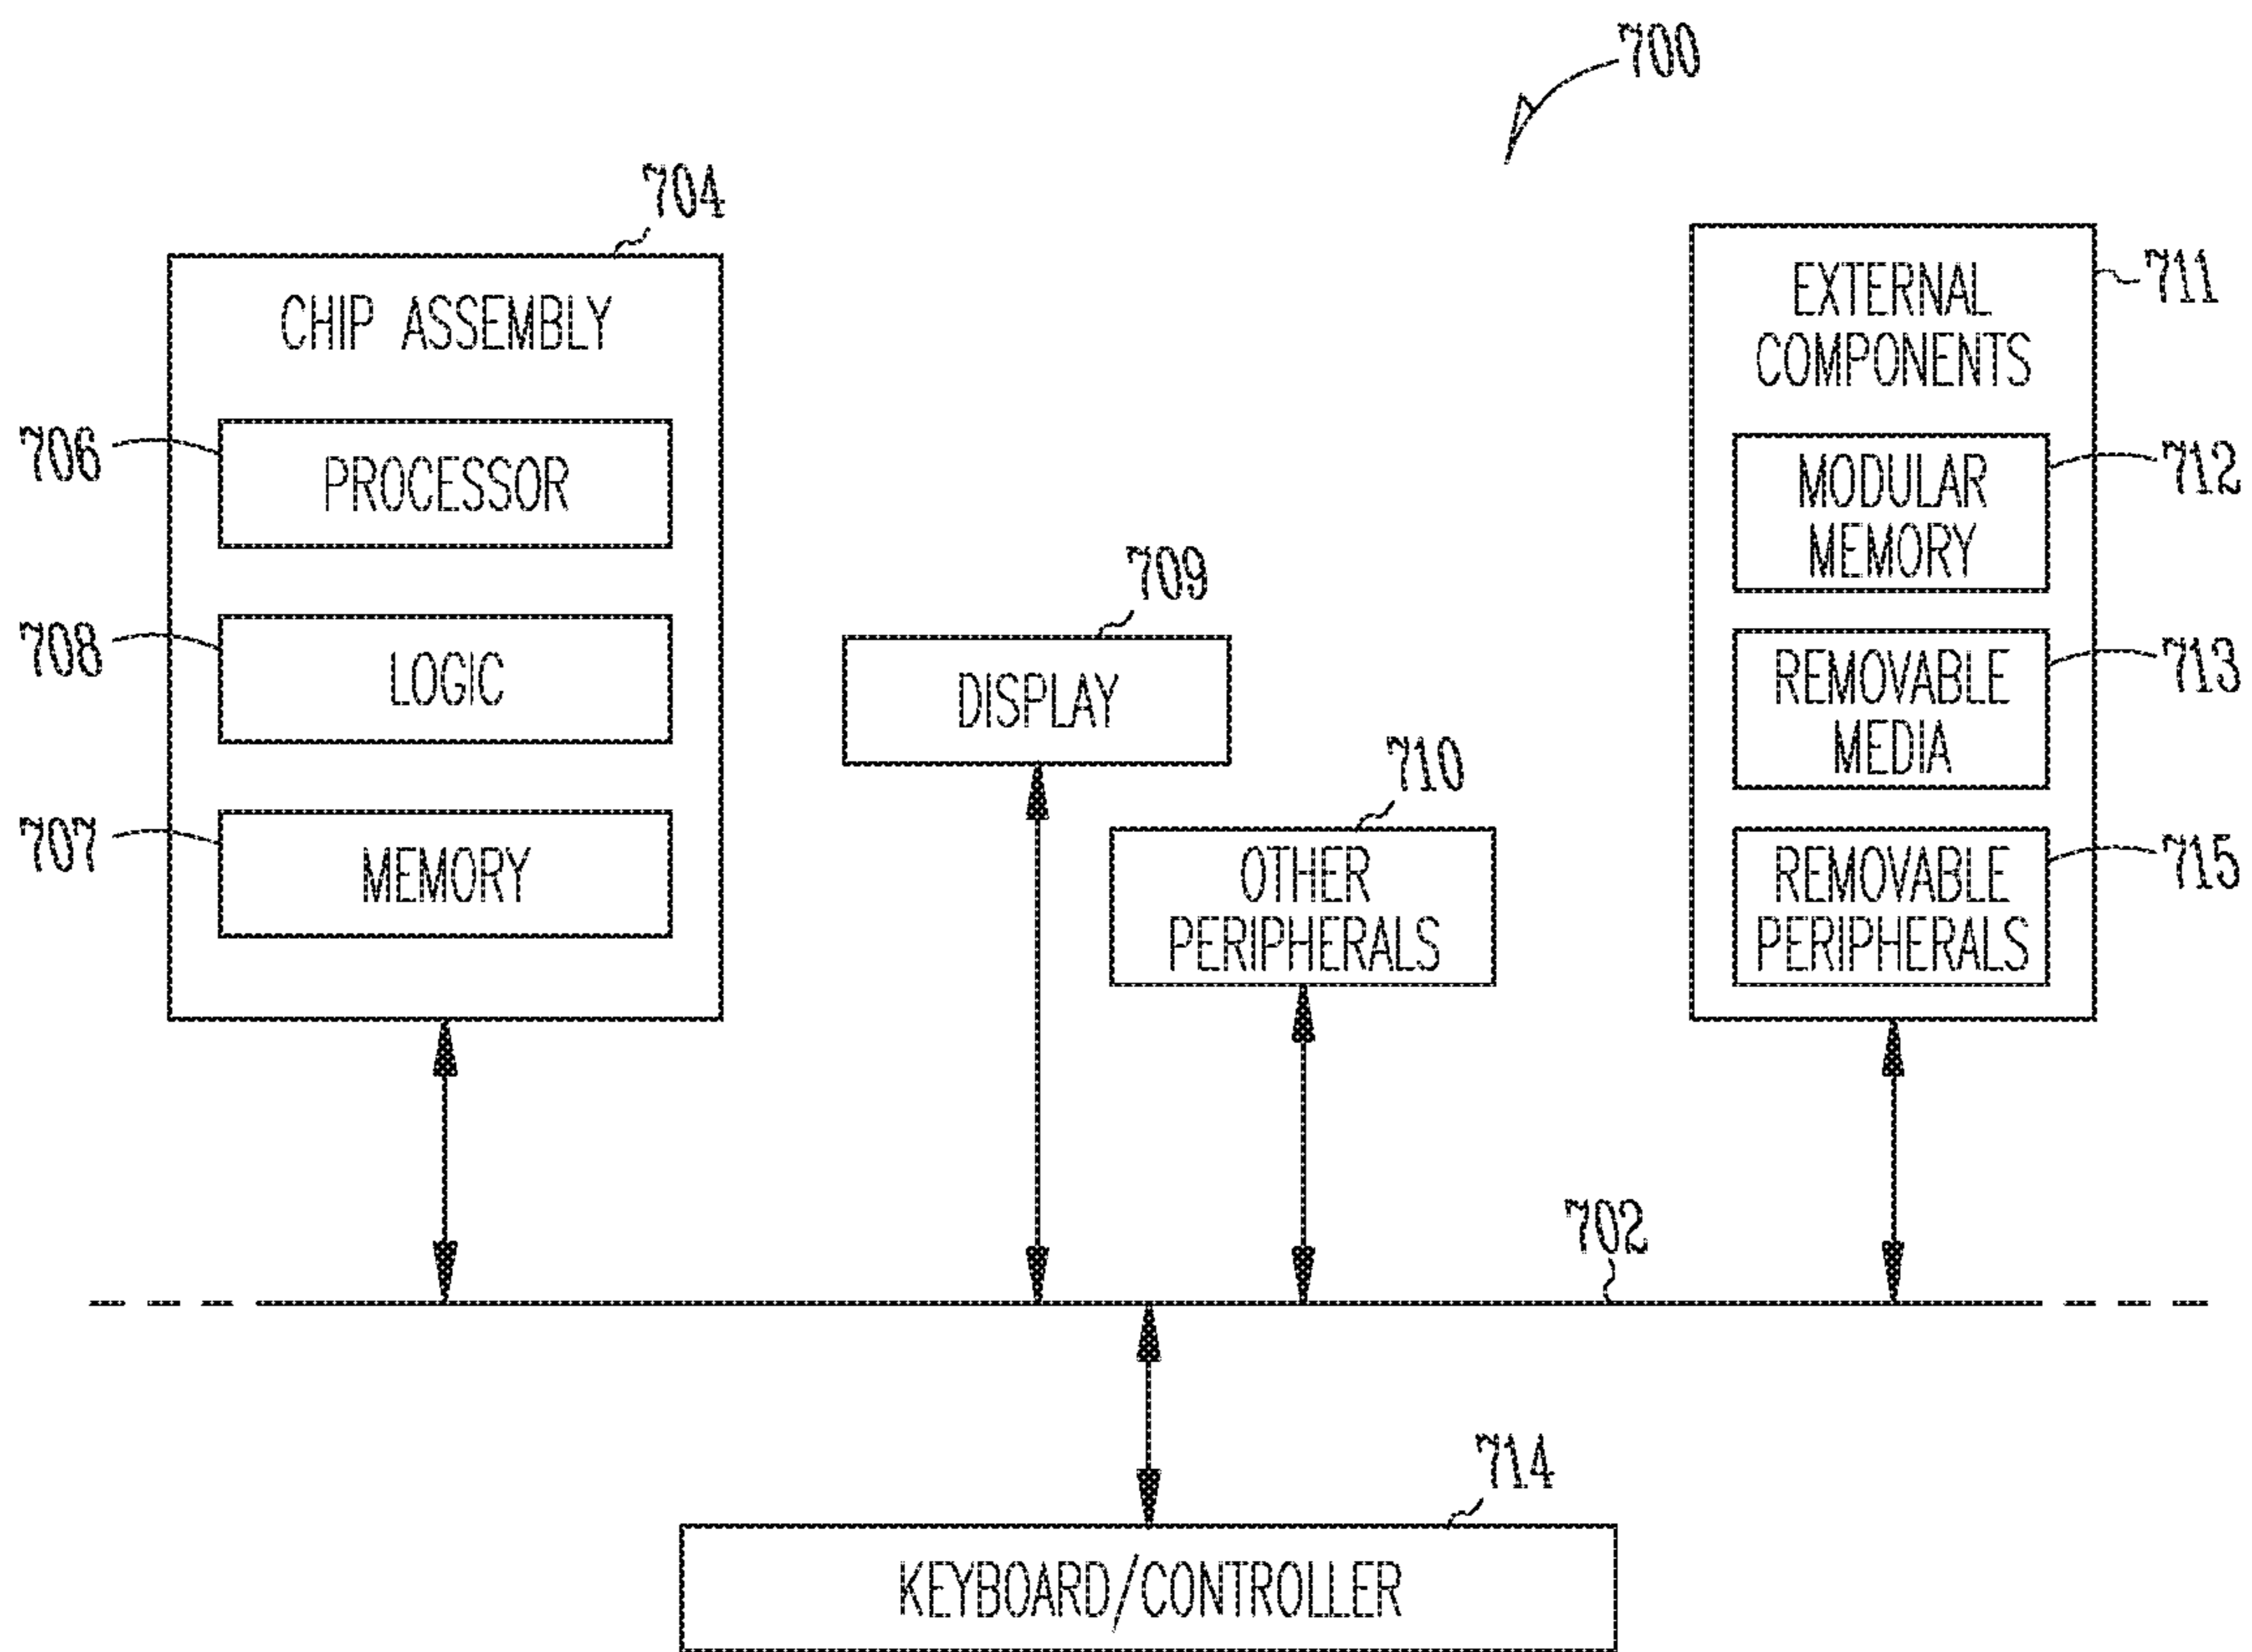 700
704
CHIP ASSEMBLY
706
PROCESSOR
708
LOGIC
707
MEMORY
709
DISPLAY
710
OTHER
PERIPHERALS
711
EXTERNAL
COMPONENTS
712
MODULAR
MEMORY
713
REMOVABLE
MEDIA
715
REMOVABLE
PERIPHERALS
702
714
KEYBOARD/CONTROLLER